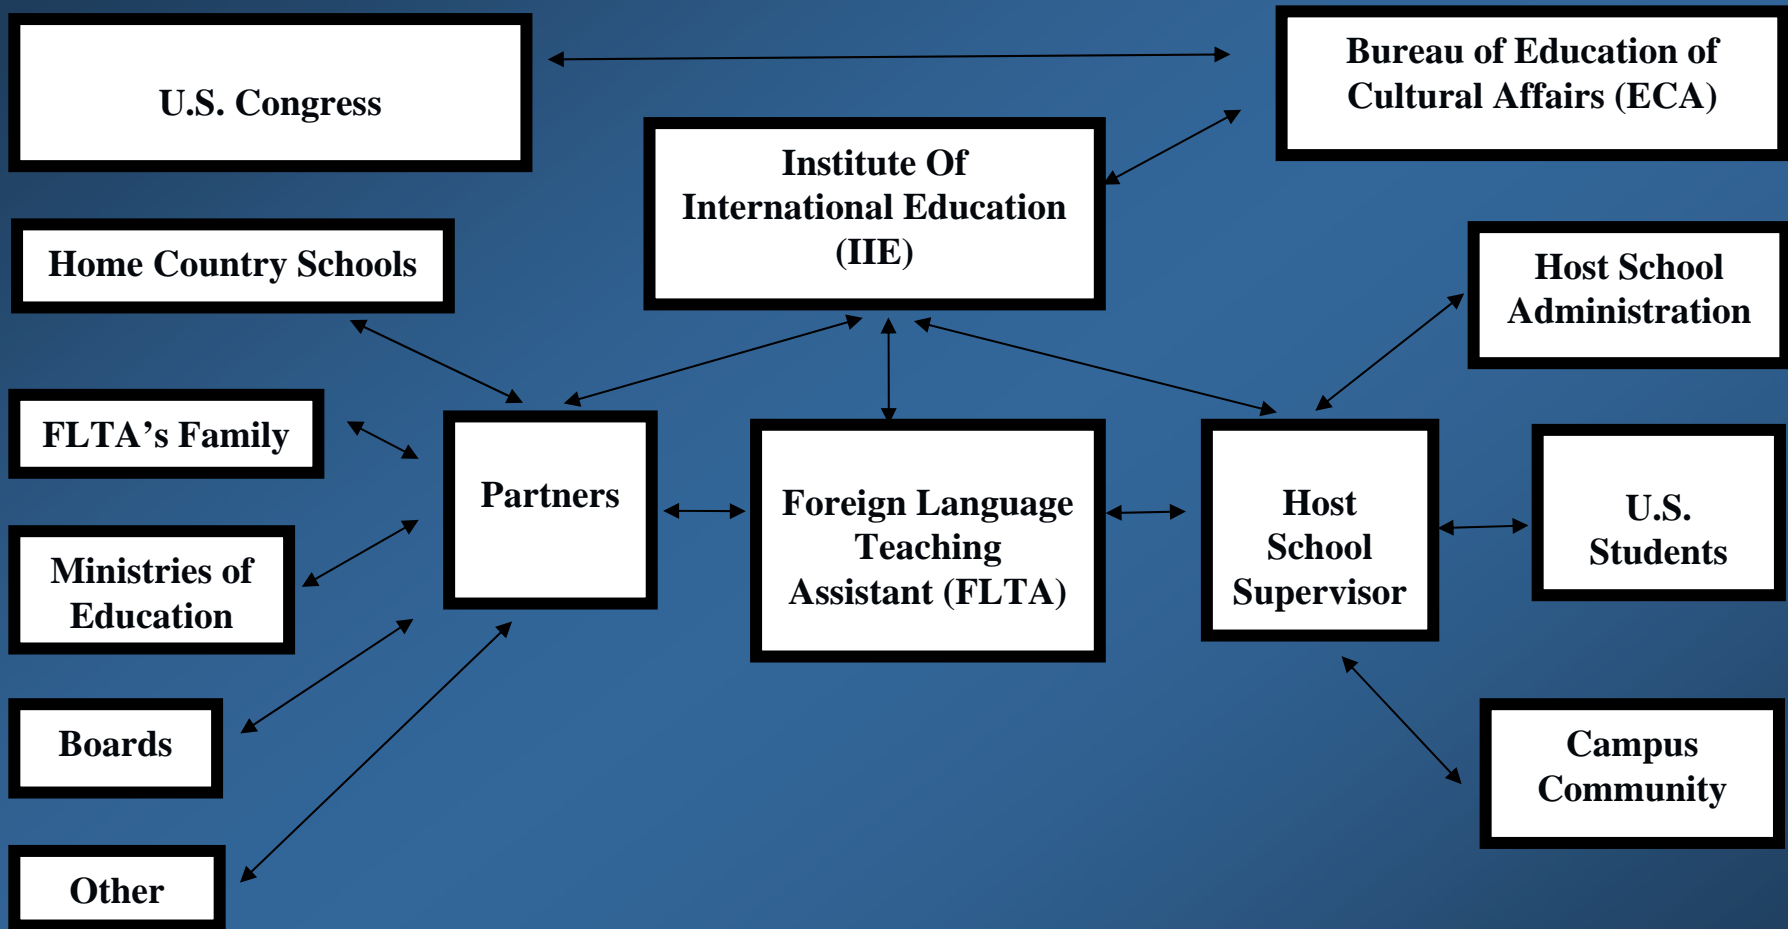 U.S. Congress
Bureau of Education of
Cultural Affairs (ECA)
Institute Of
International Education
(IIE)
Home Country Schools
Host School
Administration
FLTA’s Family
Partners
Foreign Language
Teaching
Assistant (FLTA)
Host
School
Supervisor
U.S.
Students
Ministries of
Education
Boards
Campus
Community
Other